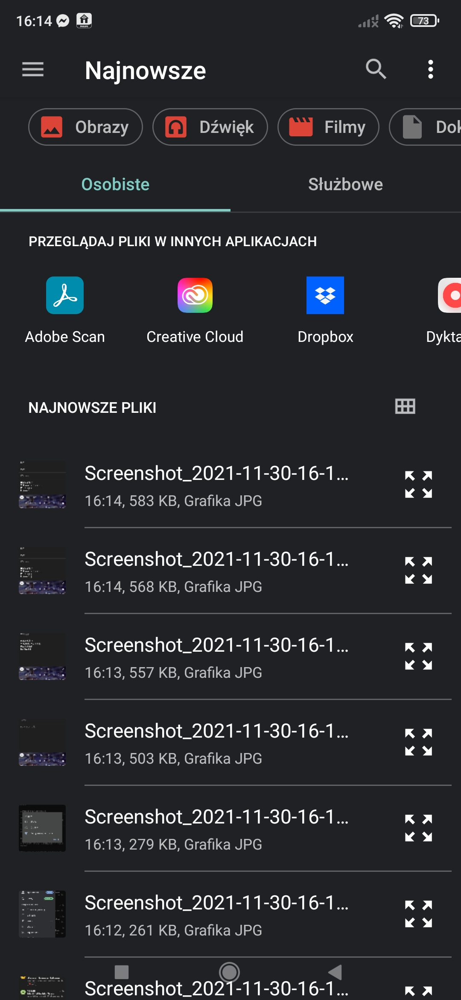 16:14
PHILIPS
73
Najnowsze
Obrazy
Dźwięk
Filmy
Dok
Osobiste
Służbowe
PRZEGLĄDAJ PLIKI W INNYCH APLIKACJACH
Adobe Scan
Creative Cloud
Dropbox
Dykta
NAJNOWSZE PLIKI
Screenshot_2021-11-30-16-1...
16:14, 583 KB, Grafika JPG
Screenshot_2021-11-30-16-1...
16:14, 568 KB, Grafika JPG
Screenshot_2021-11-30-16-1...
16:13, 557 KB, Grafika JPG
Screenshot_2021-11-30-16-1...
16:13, 503 KB, Grafika JPG
Screenshot_2021-11-30-16-1...
16:13, 279 KB, Grafika JPG
Screenshot_2021-11-30-16-1...
16:12, 261 KB, Grafika JPG
Screenshot_2021-11-30-16-1...